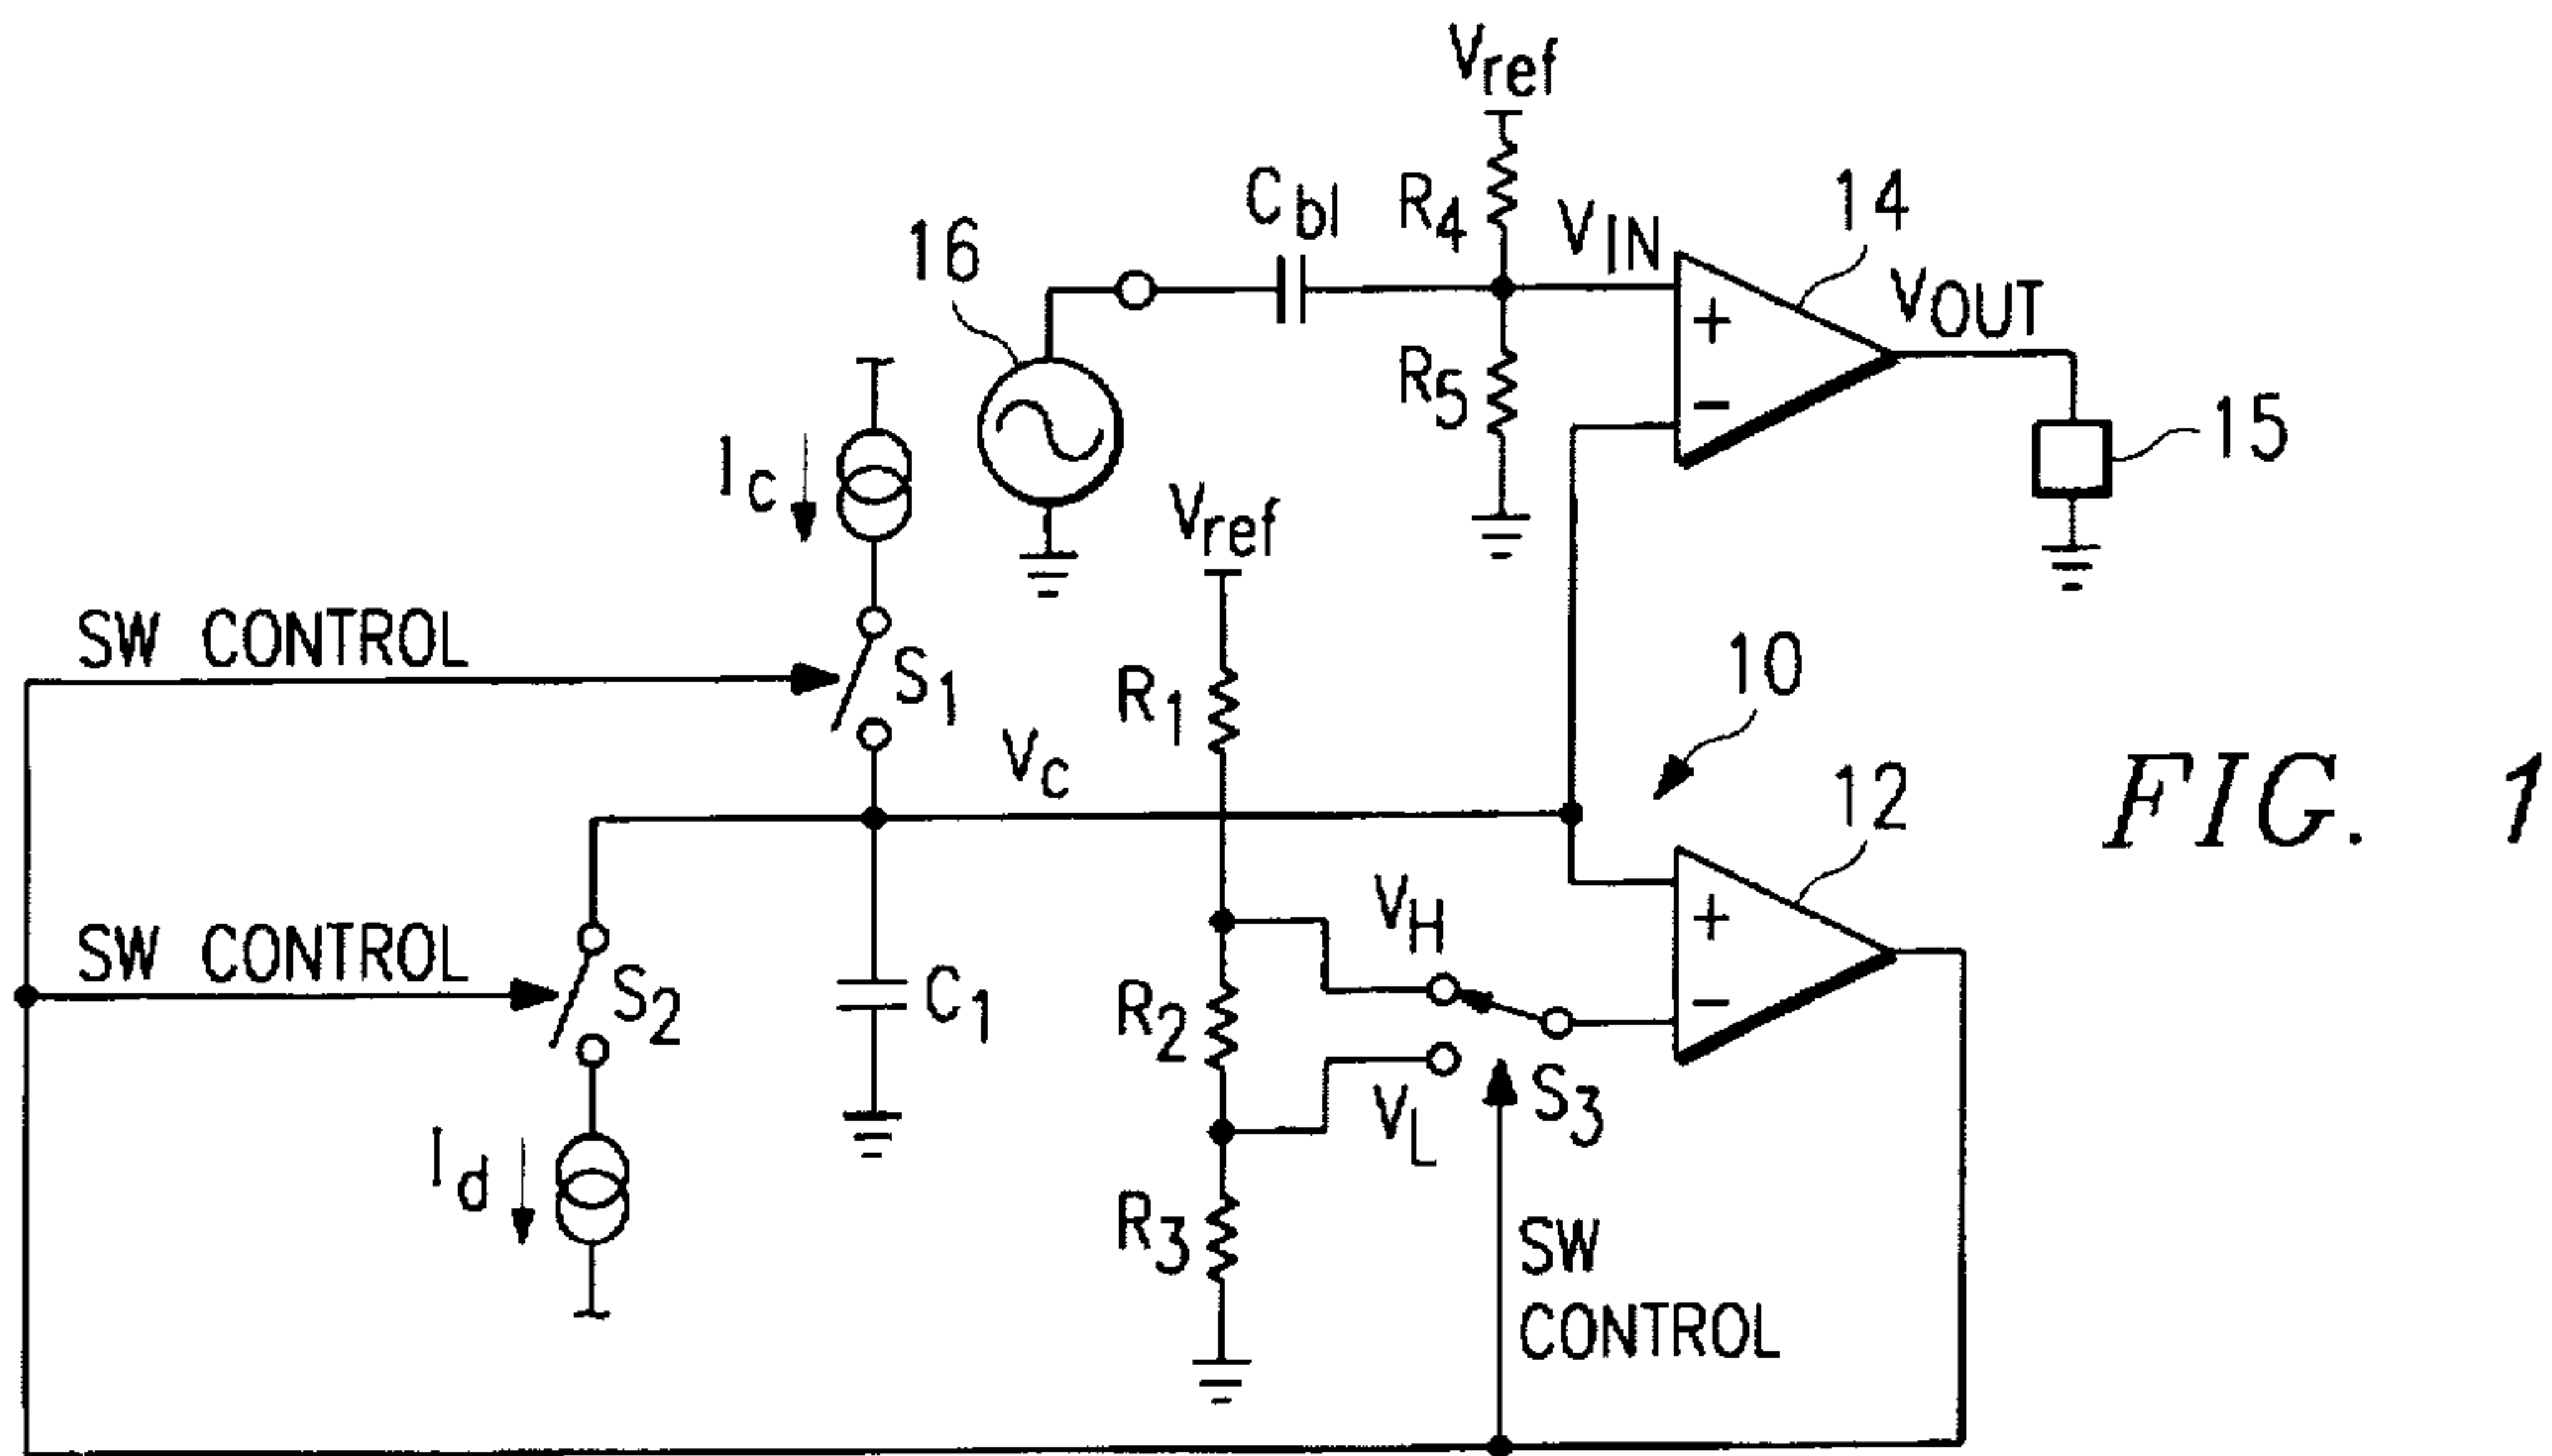 Vref
Cbl
R4
VIN
14
16
VOUT
R5
15
Ic
Vref
SW CONTROL
S1
R1
10
Vc
12
FIG. 1
VH
SW CONTROL
S2
C1
R2
S3
VL
Id
R3
SW
CONTROL
+
−
+
−